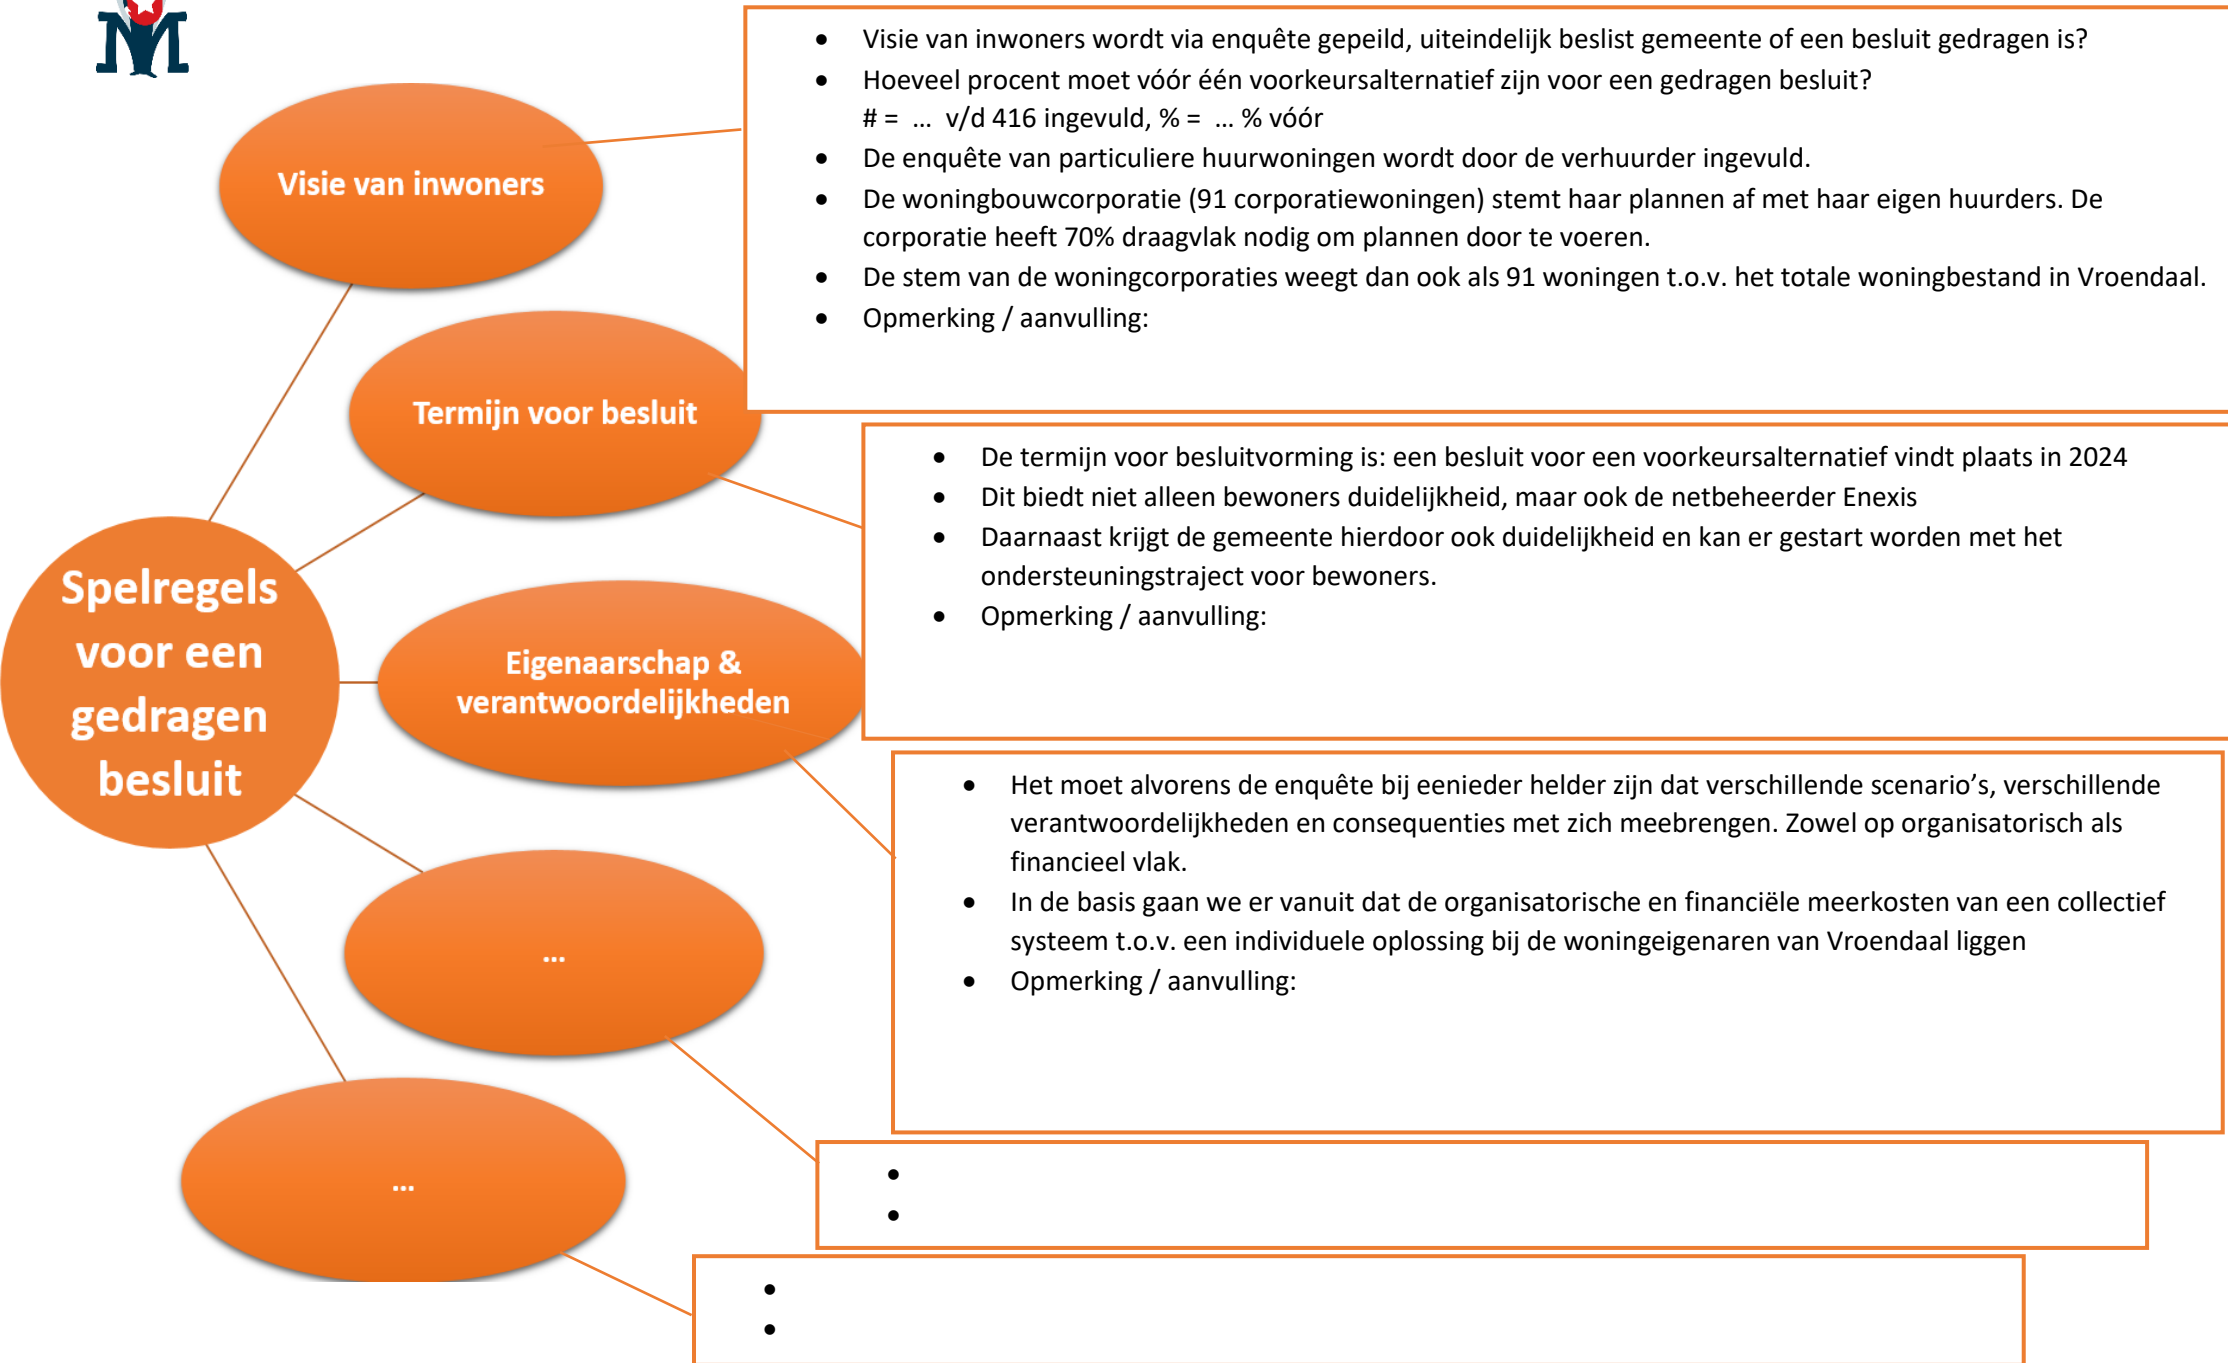 M
Visie van inwoners
• Visie van inwoners wordt via enquête gepeild, uiteindelijk beslist gemeente of een besluit gedragen is?
• Hoeveel procent moet vóór één voorkeursalternatief zijn voor een gedragen besluit?
# = … v/d 416 ingevuld, % = … % vóór
• De enquête van particuliere huurwoningen wordt door de verhuurder ingevuld.
• De woningbouwcorporatie (91 corporatiewoningen) stemt haar plannen af met haar eigen huurders. De
corporatie heeft 70% draagvlak nodig om plannen door te voeren.
• De stem van de woningcorporaties weegt dan ook als 91 woningen t.o.v. het totale woningbestand in Vroendaal.
• Opmerking / aanvulling:
Termijn voor besluit
• De termijn voor besluitvorming is: een besluit voor een voorkeursalternatief vindt plaats in 2024
• Dit biedt niet alleen bewoners duidelijkheid, maar ook de netbeheerder Enexis
• Daarnaast krijgt de gemeente hierdoor ook duidelijkheid en kan er gestart worden met het
ondersteuningstraject voor bewoners.
• Opmerking / aanvulling:
Spelregels
voor een
gedragen
besluit
Eigenaarschap &
verantwoordelijkheden
• Het moet alvorens de enquête bij eenieder helder zijn dat verschillende scenario’s, verschillende
verantwoordelijkheden en consequenties met zich meebrengen. Zowel op organisatorisch als
financieel vlak.
• In de basis gaan we er vanuit dat de organisatorische en financiële meerkosten van een collectief
systeem t.o.v. een individuele oplossing bij de woningeigenaren van Vroendaal liggen
• Opmerking / aanvulling:
…
•
•
…
•
•